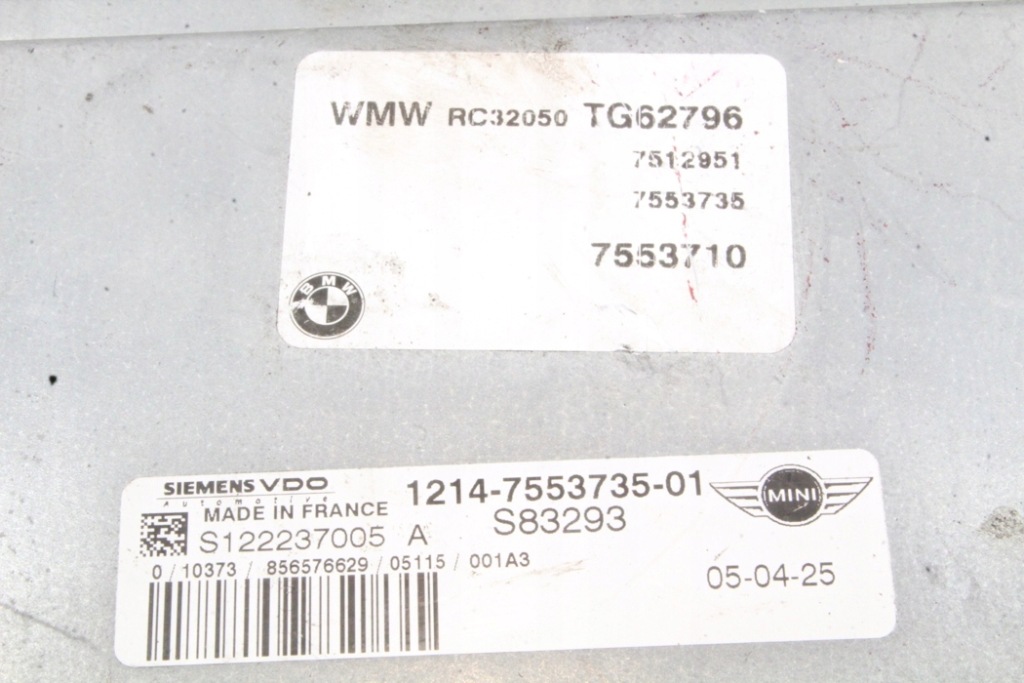 WMW RC32050 TG62796
7512951
7553735
7553710
BMW
SIEMENS VDO
Automotive
MADE IN FRANCE
1214-7553735-01
S122237005 A
S83293
MINI
0 / 10373 / 856576629 / 05115 / 001A3
05-04-25